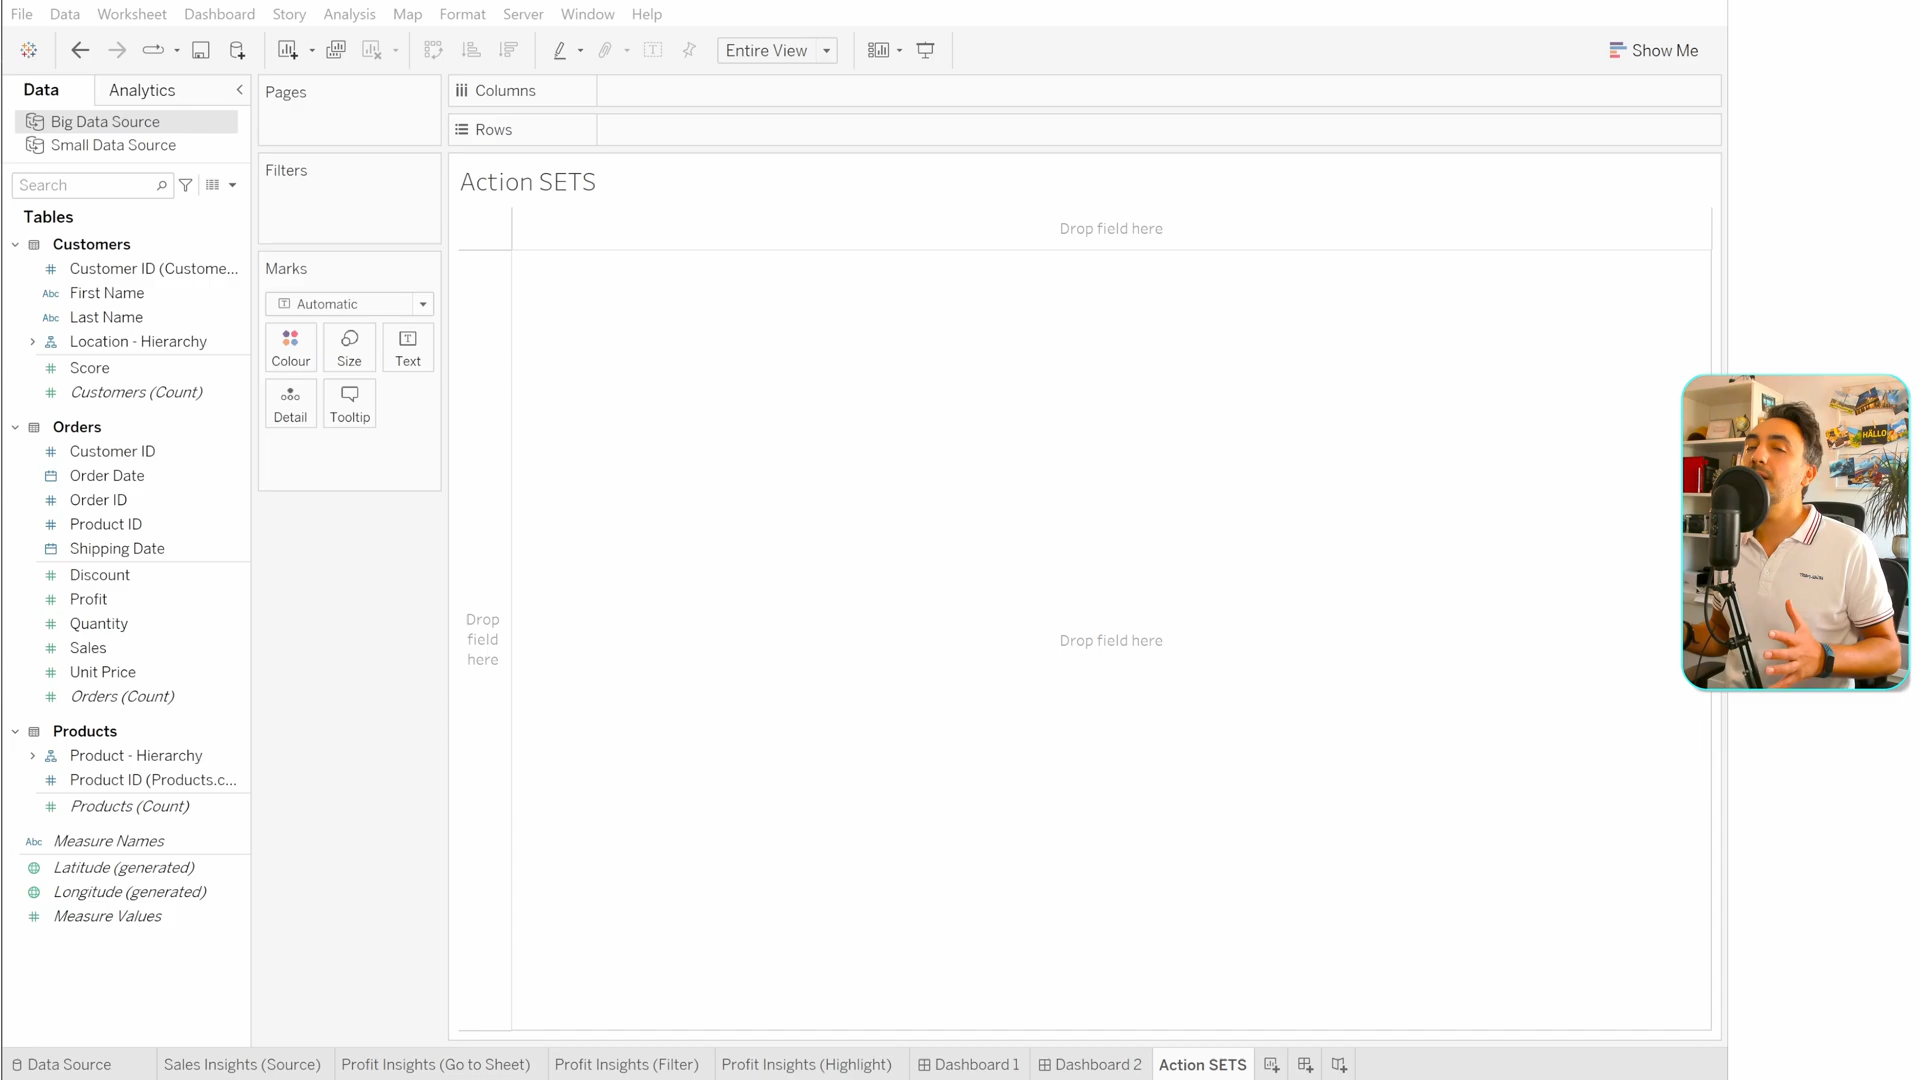 File Data Worksheet Dashboard Story Analysis Map Format Server Window Help
Entire View
Show Me
Data
Analytics
Big Data Source
Small Data Source
Search
Tables
Customers
# Customer ID (Custome...
Abc First Name
Abc Last Name
Location - Hierarchy
# Score
# Customers (Count)
Orders
# Customer ID
Order Date
# Order ID
# Product ID
Shipping Date
# Discount
# Profit
# Quantity
# Sales
# Unit Price
# Orders (Count)
Products
Product - Hierarchy
# Product ID (Products.c...
# Products (Count)
Abc Measure Names
Latitude (generated)
Longitude (generated)
# Measure Values
Pages
Filters
Marks
T Automatic
Colour
Size
T Text
Detail
Tooltip
Columns
Rows
Action SETS
Drop field here
Drop
field
here
Drop field here
HALLO
Data Source
Sales Insights (Source)
Profit Insights (Go to Sheet)
Profit Insights (Filter)
Profit Insights (Highlight)
Dashboard 1
Dashboard 2
Action SETS